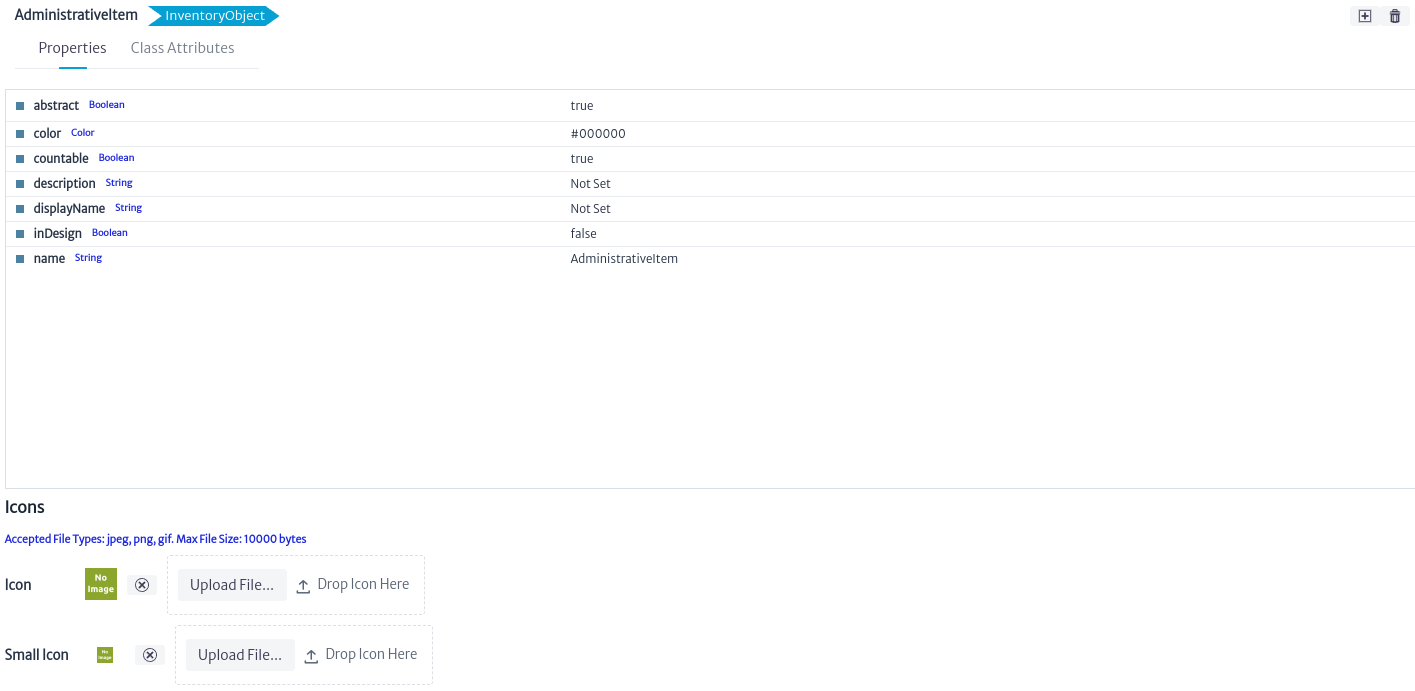 AdministrativeItem InventoryObject
Properties Class Attributes
abstract Boolean true
color Color #000000
countable Boolean true
description String Not Set
displayName String Not Set
inDesign Boolean false
name String AdministrativeItem
Icons
Accepted File Types: jpeg, png, gif. Max File Size: 10000 bytes
Icon No Image Upload File... Drop Icon Here
Small Icon No Image Upload File... Drop Icon Here